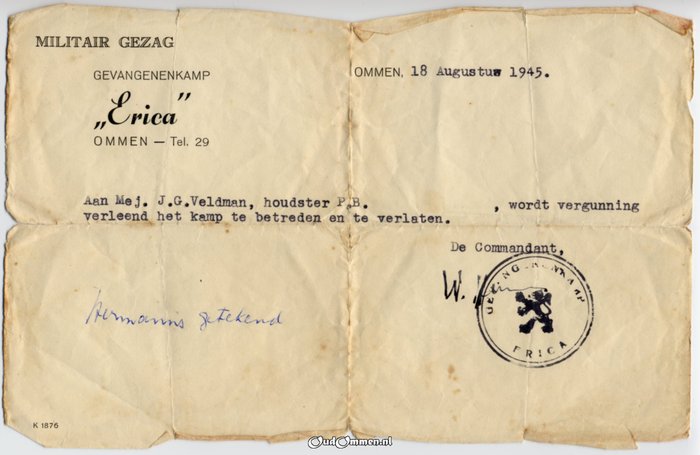 MILITAIR GEZAG
GEVANGENENKAMP
„Erica”
OMMEN — Tel. 29
OMMEN, 18 Augustus 1945.
Aan Mej. J.G.Veldman, houdster P.B. , wordt vergunning
verleend het kamp te betreden en te verlaten.
De Commandant,
W.
Hermanns getekend
GEVANGENENKAMP
ERICA
K 1876
OudOmmen.nl